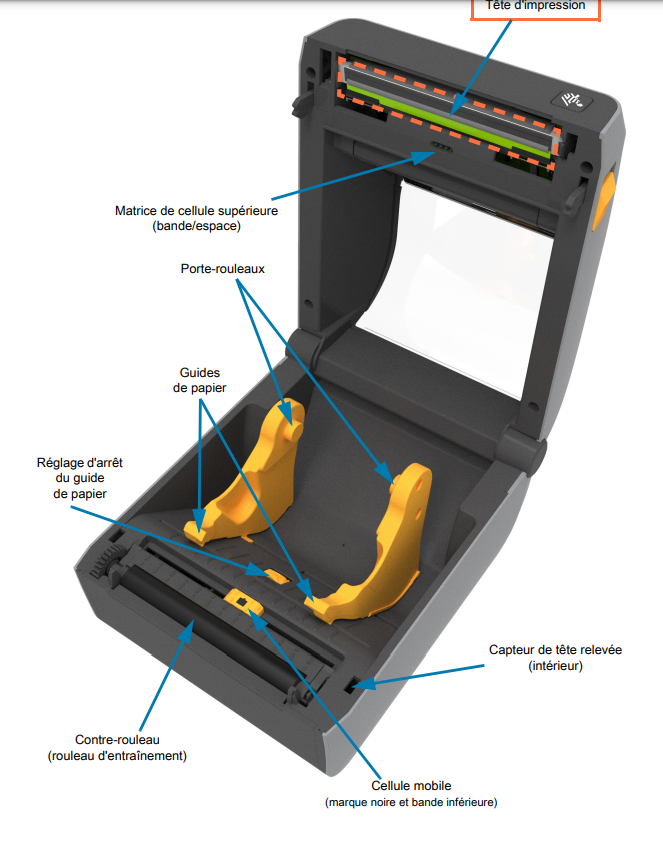 Tête d'impression
Matrice de cellule supérieure
(bande/espace)
Porte-rouleaux
Guides
de papier
Réglage d'arrêt
du guide
de papier
Capteur de tête relevée
(intérieur)
Contre-rouleau
(rouleau d'entraînement)
Cellule mobile
(marque noire et bande inférieure)